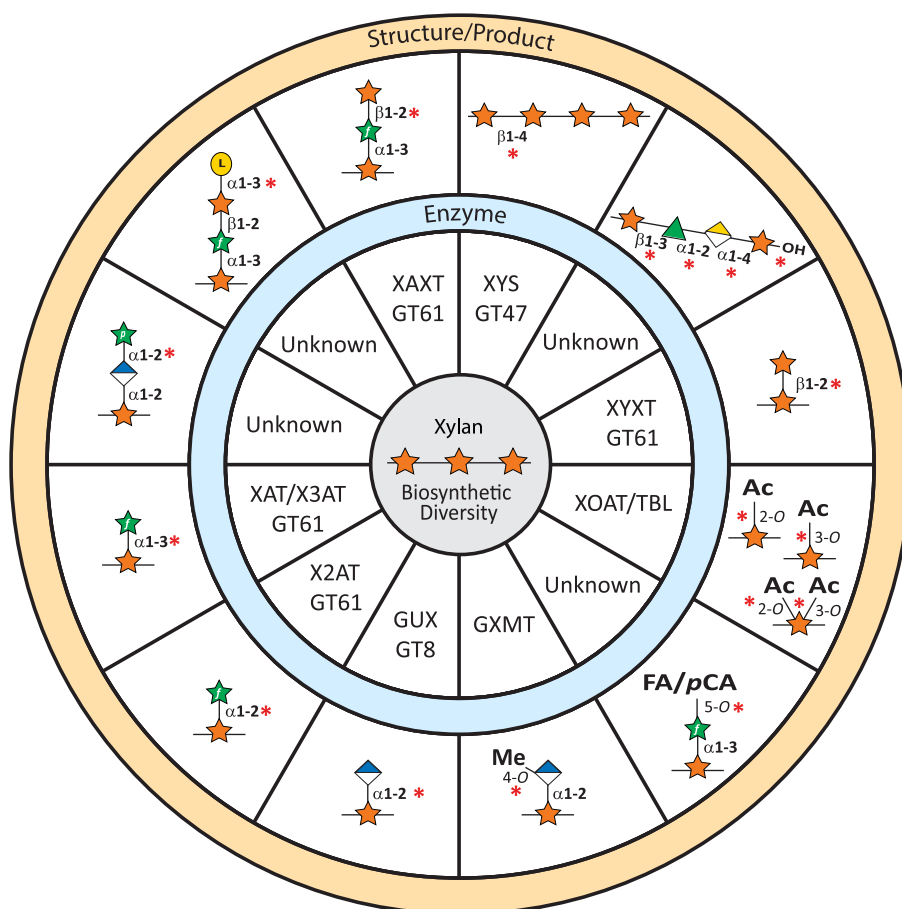 Structure/Product
β1-4
*
β1-3
*
α1-2
*
α1-4
*
OH
*
β1-2*
Ac
* 2-O
Ac
* 3-O
Ac Ac
* 2-O * 3-O
FA/pCA
5-O*
f
α1-3
Me
4-O
*
α1-2
α1-2 *
f
α1-2*
f
α1-3*
p
α1-2*
α1-2
L
α1-3 *
β1-2
f
α1-3
β1-2*
f
α1-3
Enzyme
XYS
GT47
Unknown
XYXT
GT61
XOAT/TBL
Unknown
GXMT
GUX
GT8
X2AT
GT61
XAT/X3AT
GT61
Unknown
Unknown
XAXT
GT61
Xylan
Biosynthetic
Diversity